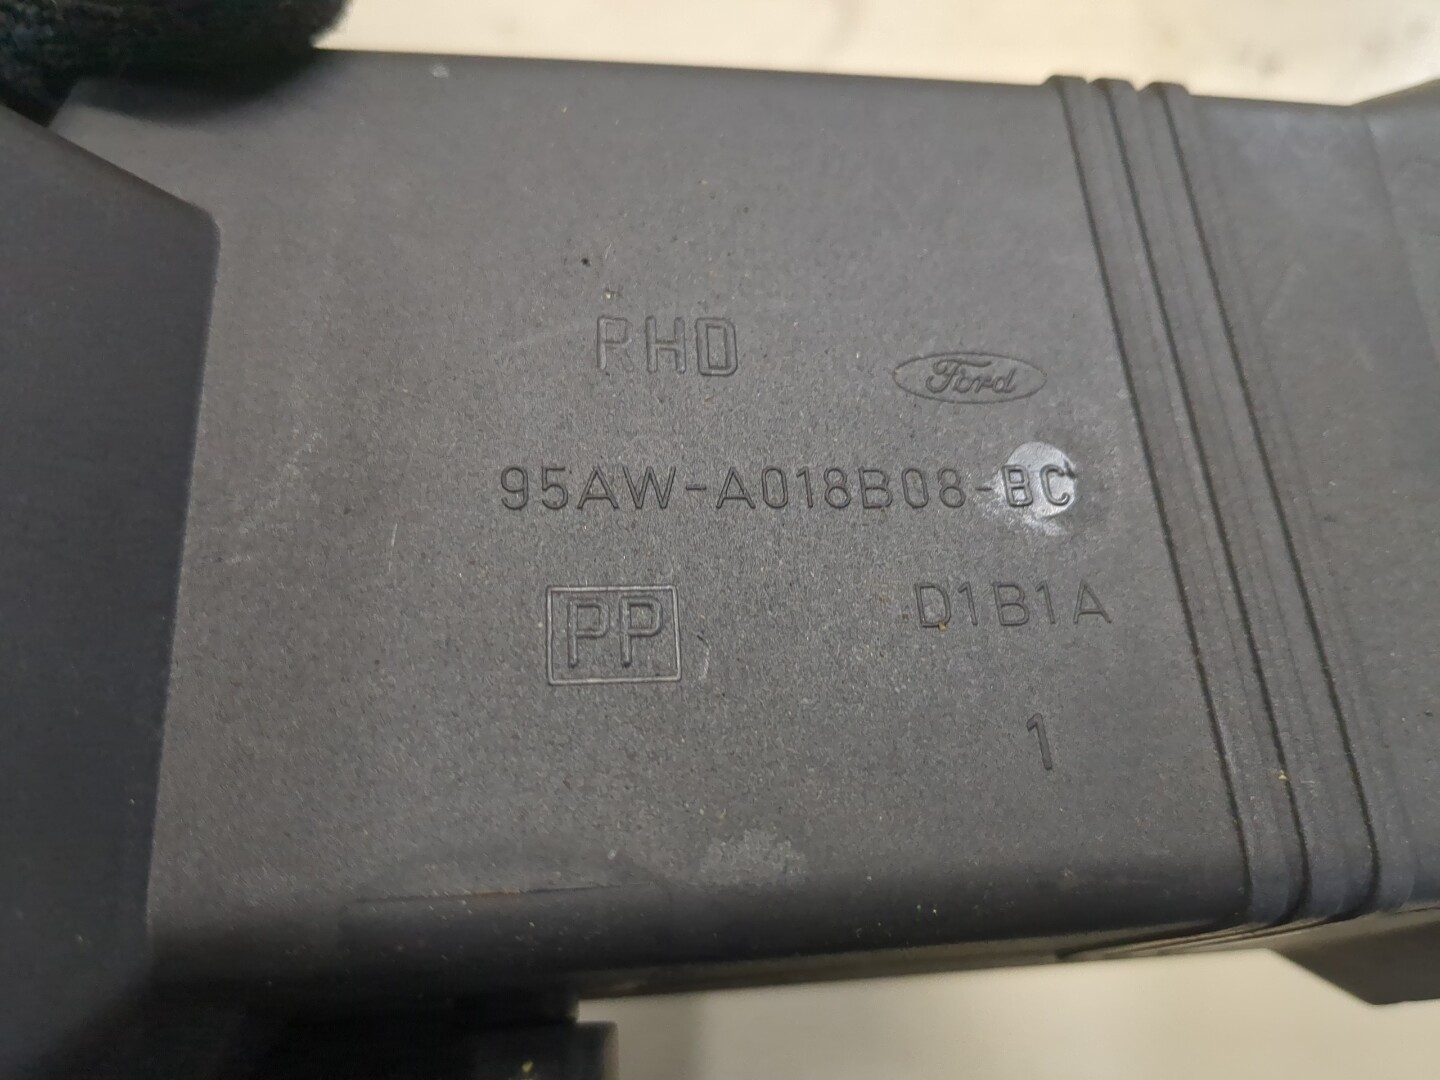 RHD
Ford
95AW-A018B08-BC
PP
D1B1A
1